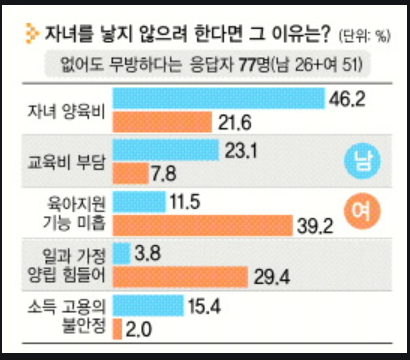 자녀를 낳지 않으려 한다면 그 이유는? (단위: %)
없어도 무방하다는 응답자 77명(남 26+여 51)
자녀 양육비
46.2
21.6
교육비 부담
23.1
7.8
남
육아지원
기능 미흡
11.5
39.2
여
일과 가정
양립 힘들어
3.8
29.4
소득 고용의
불안정
15.4
2.0